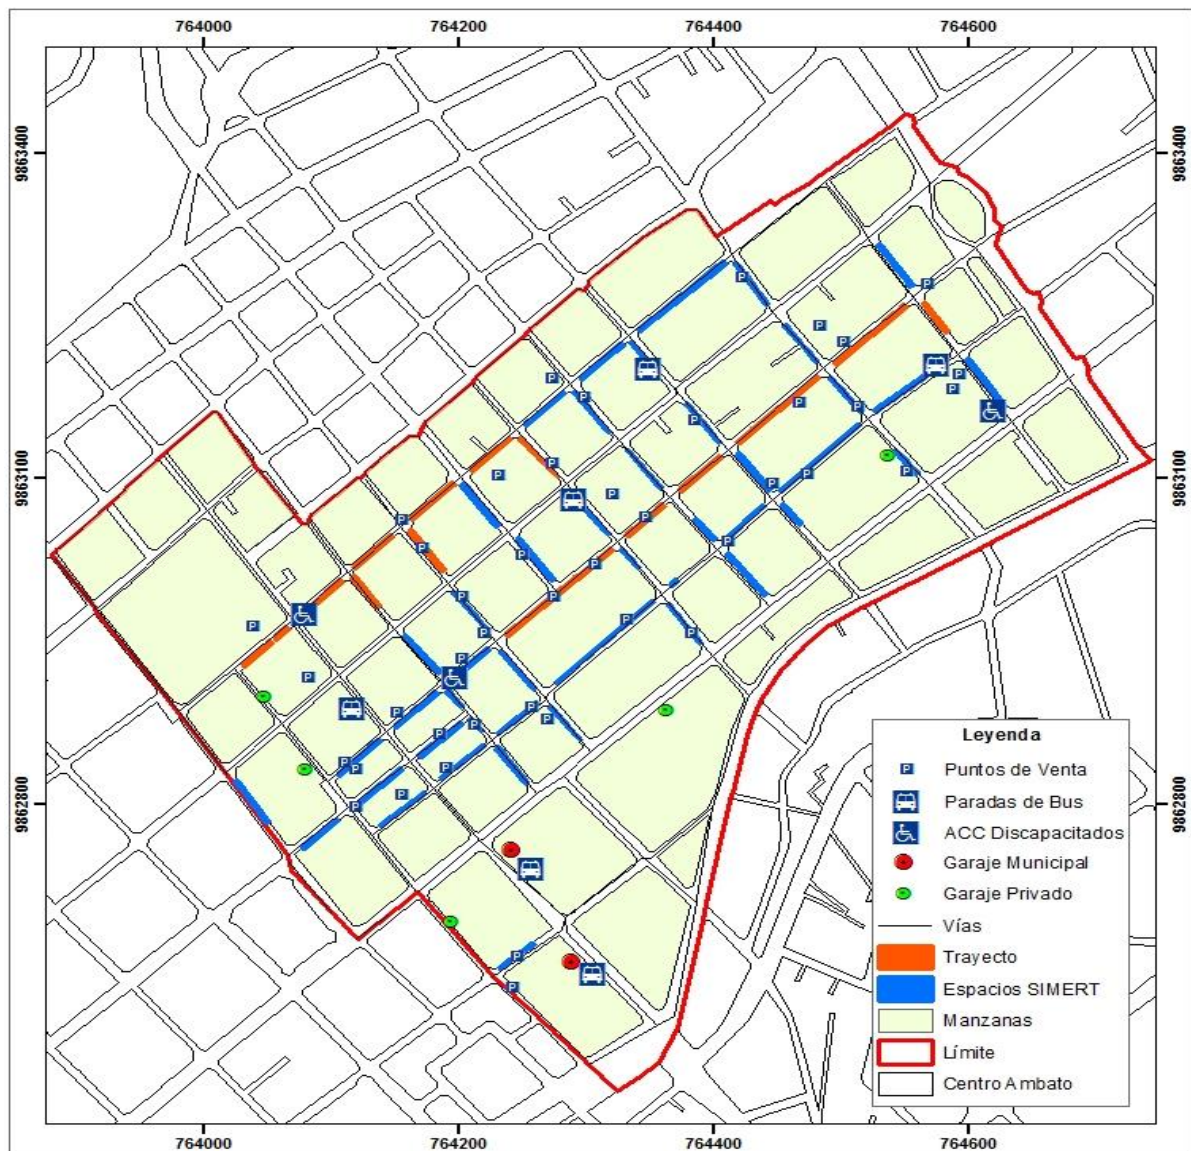 764000 764200 764400 764600
9863400 9863400
9863100 9863100
9862800 9862800
Leyenda
P Puntos de Venta
Paradas de Bus
ACC Discapacitados
Garaje Municipal
Garaje Privado
Vías
Trayecto
Espacios SIMERT
Manzanas
Límite
Centro Ambato
764000 764200 764400 764600